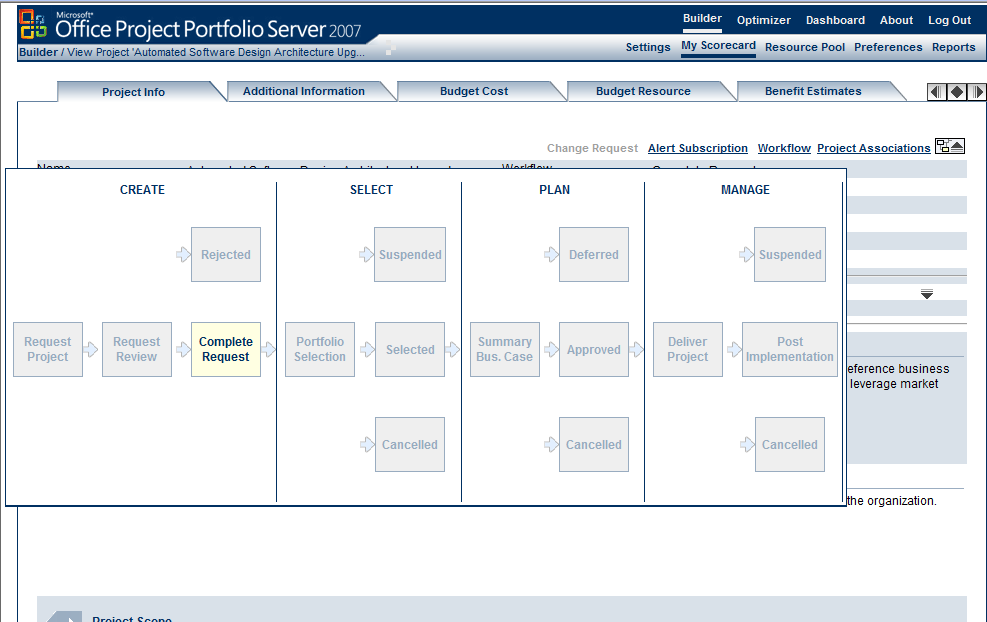 Microsoft®
Office Project Portfolio Server 2007
Builder Optimizer Dashboard About Log Out
Builder / View Project 'Automated Software Design Architecture Upg...
Settings My Scorecard Resource Pool Preferences Reports
Project Info Additional Information Budget Cost Budget Resource Benefit Estimates
Change Request Alert Subscription Workflow Project Associations
Name Workflow
CREATE SELECT PLAN MANAGE
Rejected Suspended Deferred Suspended
Request Project
Request Review
Complete Request
Portfolio Selection
Selected
Summary Bus. Case
Approved
Deliver Project
Post Implementation
eference business
leverage market
Cancelled Cancelled Cancelled
the organization.
Project Scope